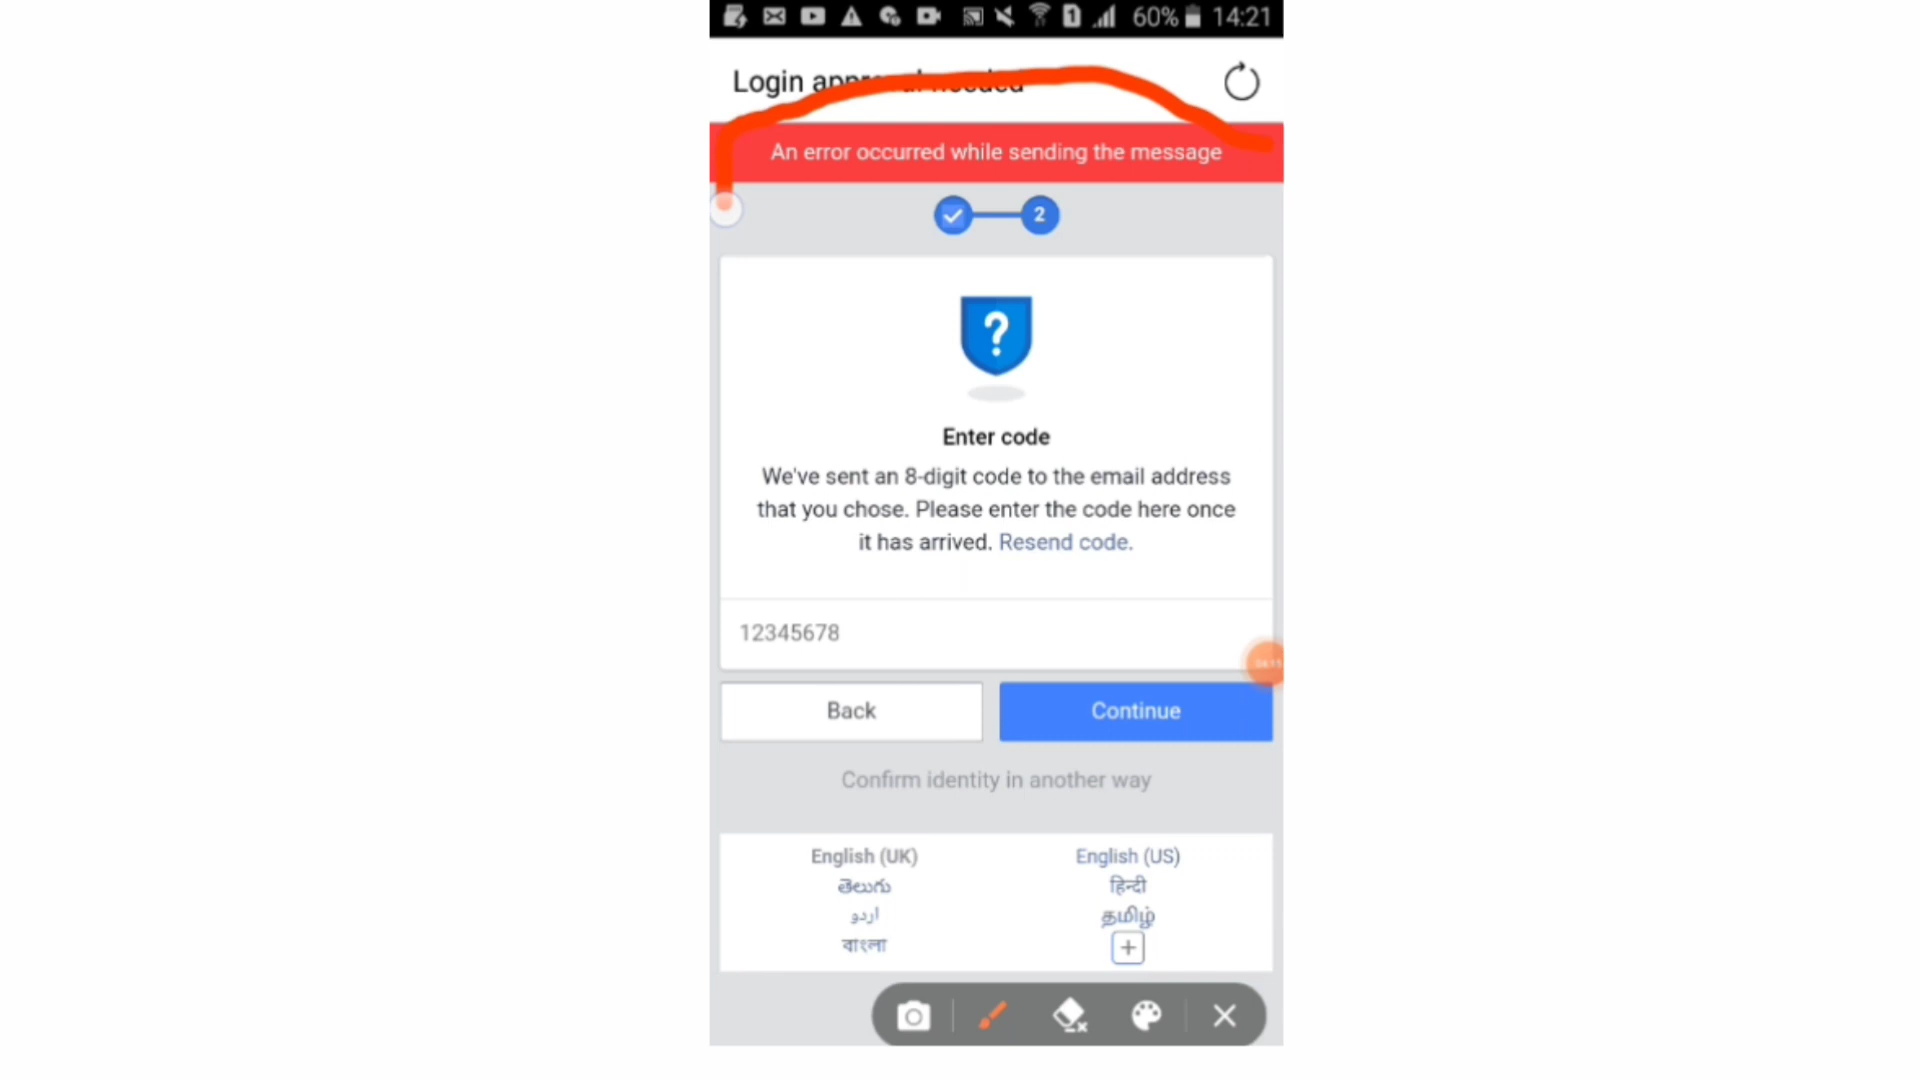 60% 14:21
Login approval needed
An error occurred while sending the message
2
Enter code
We've sent an 8-digit code to the email address
that you chose. Please enter the code here once
it has arrived. Resend code.
12345678
Back Continue
Confirm identity in another way
English (UK) English (US)
తెలుగు हिन्दी
اردو தமிழ்
বাংলা